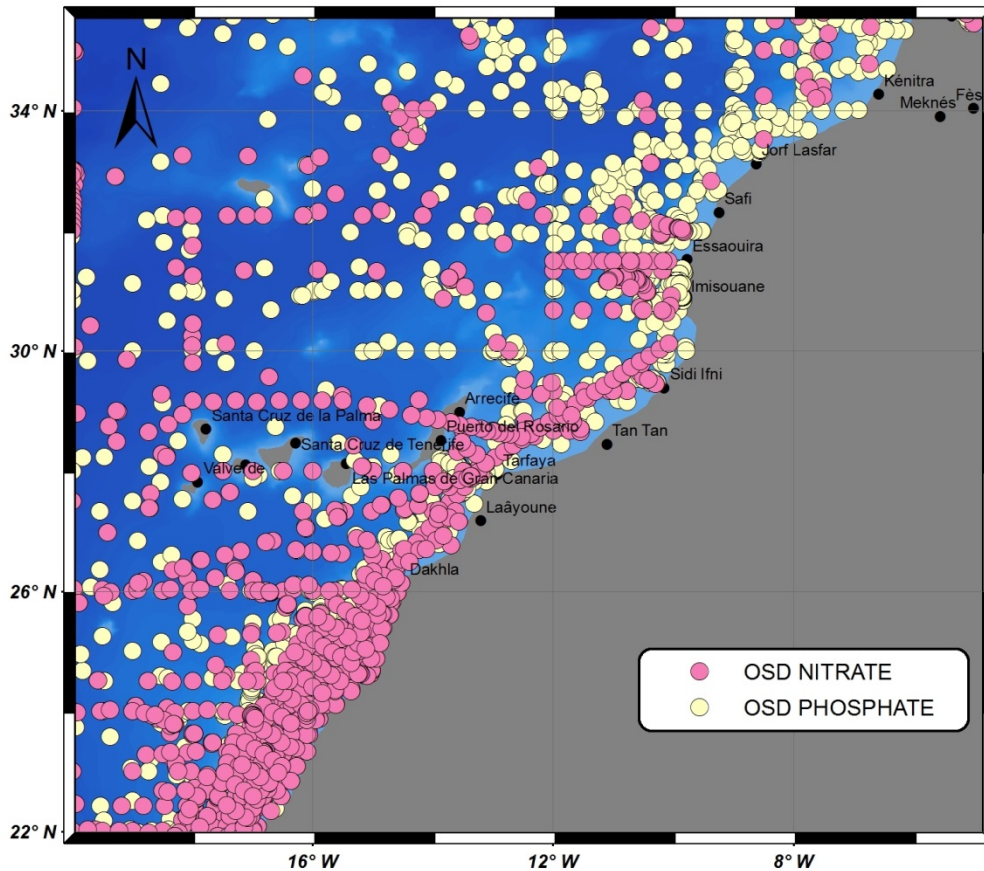 N
34° N
30° N
26° N
22° N
16° W
12° W
8° W
Kénitra
Meknés
Fès
Jorf Lasfar
Safi
Essaouira
Imisouane
Sidi Ifni
Tan Tan
Arrecife
Santa Cruz de la Palma
Puerto del Rosario
Santa Cruz de Tenerife
Tarfaya
Valverde
Las Palmas de Gran Canaria
Laâyoune
Dakhla
OSD NITRATE
OSD PHOSPHATE